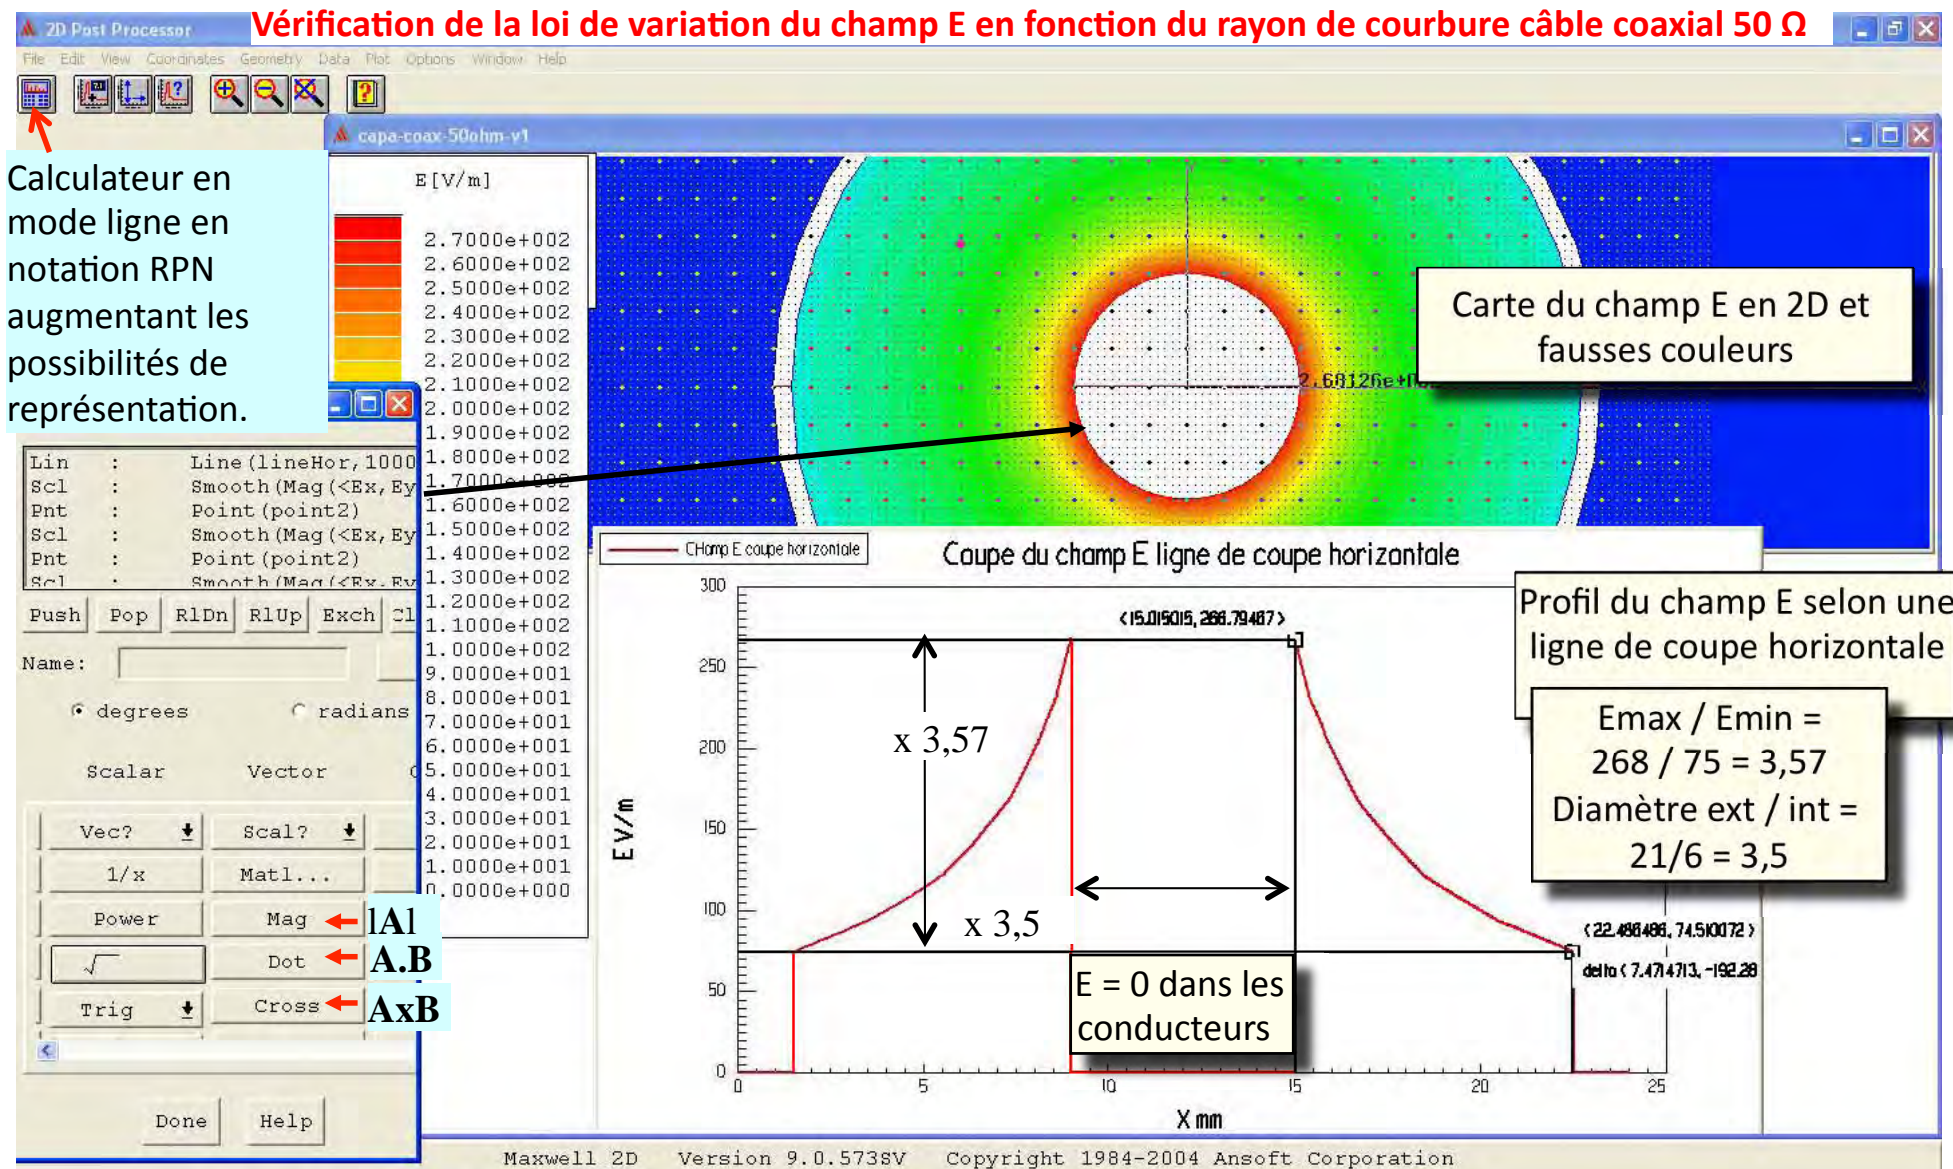 2D Post Processor
Vérification de la loi de variation du champ E en fonction du rayon de courbure câble coaxial 50 Ω
File Edit View Coordinates Geometry Data Plot Options Window Help
capa-coax-50ohm-v1
Calculateur en
mode ligne en
notation RPN
augmentant les
possibilités de
représentation.
E[V/m]
2.7000e+002
2.6000e+002
2.5000e+002
2.4000e+002
2.3000e+002
2.2000e+002
2.1000e+002
2.0000e+002
1.9000e+002
1.8000e+002
1.7000e+002
1.6000e+002
1.5000e+002
1.4000e+002
1.3000e+002
1.2000e+002
1.1000e+002
1.0000e+002
9.0000e+001
8.0000e+001
7.0000e+001
6.0000e+001
5.0000e+001
4.0000e+001
3.0000e+001
2.0000e+001
1.0000e+001
0.0000e+000
Carte du champ E en 2D et
fausses couleurs
Lin : Line(lineHor,1000
Scl : Smooth(Mag(<Ex,Ey
Pnt : Point(point2)
Scl : Smooth(Mag(<Ex,Ey
Pnt : Point(point2)
Scl : Smooth(Mag(<Ex,Ey
Push Pop RlDn RlUp Exch Cl
Name:
degrees radians
Scalar Vector
Vec? Scal?
1/x Matl...
Power Mag
√ Dot
Trig Cross
lAl
A.B
AxB
Done Help
CHamp E coupe horizontale
Coupe du champ E ligne de coupe horizontale
300
250
200
150
100
50
0
E V/m
0 5 10 15 20 25
X mm
<15.015015, 266.79467>
<22.486486, 74.510072>
delta <7.4714713, -192.28
x 3,57
x 3,5
E = 0 dans les
conducteurs
Profil du champ E selon une
ligne de coupe horizontale
Emax / Emin =
268 / 75 = 3,57
Diamètre ext / int =
21/6 = 3,5
Maxwell 2D Version 9.0.573SV Copyright 1984-2004 Ansoft Corporation